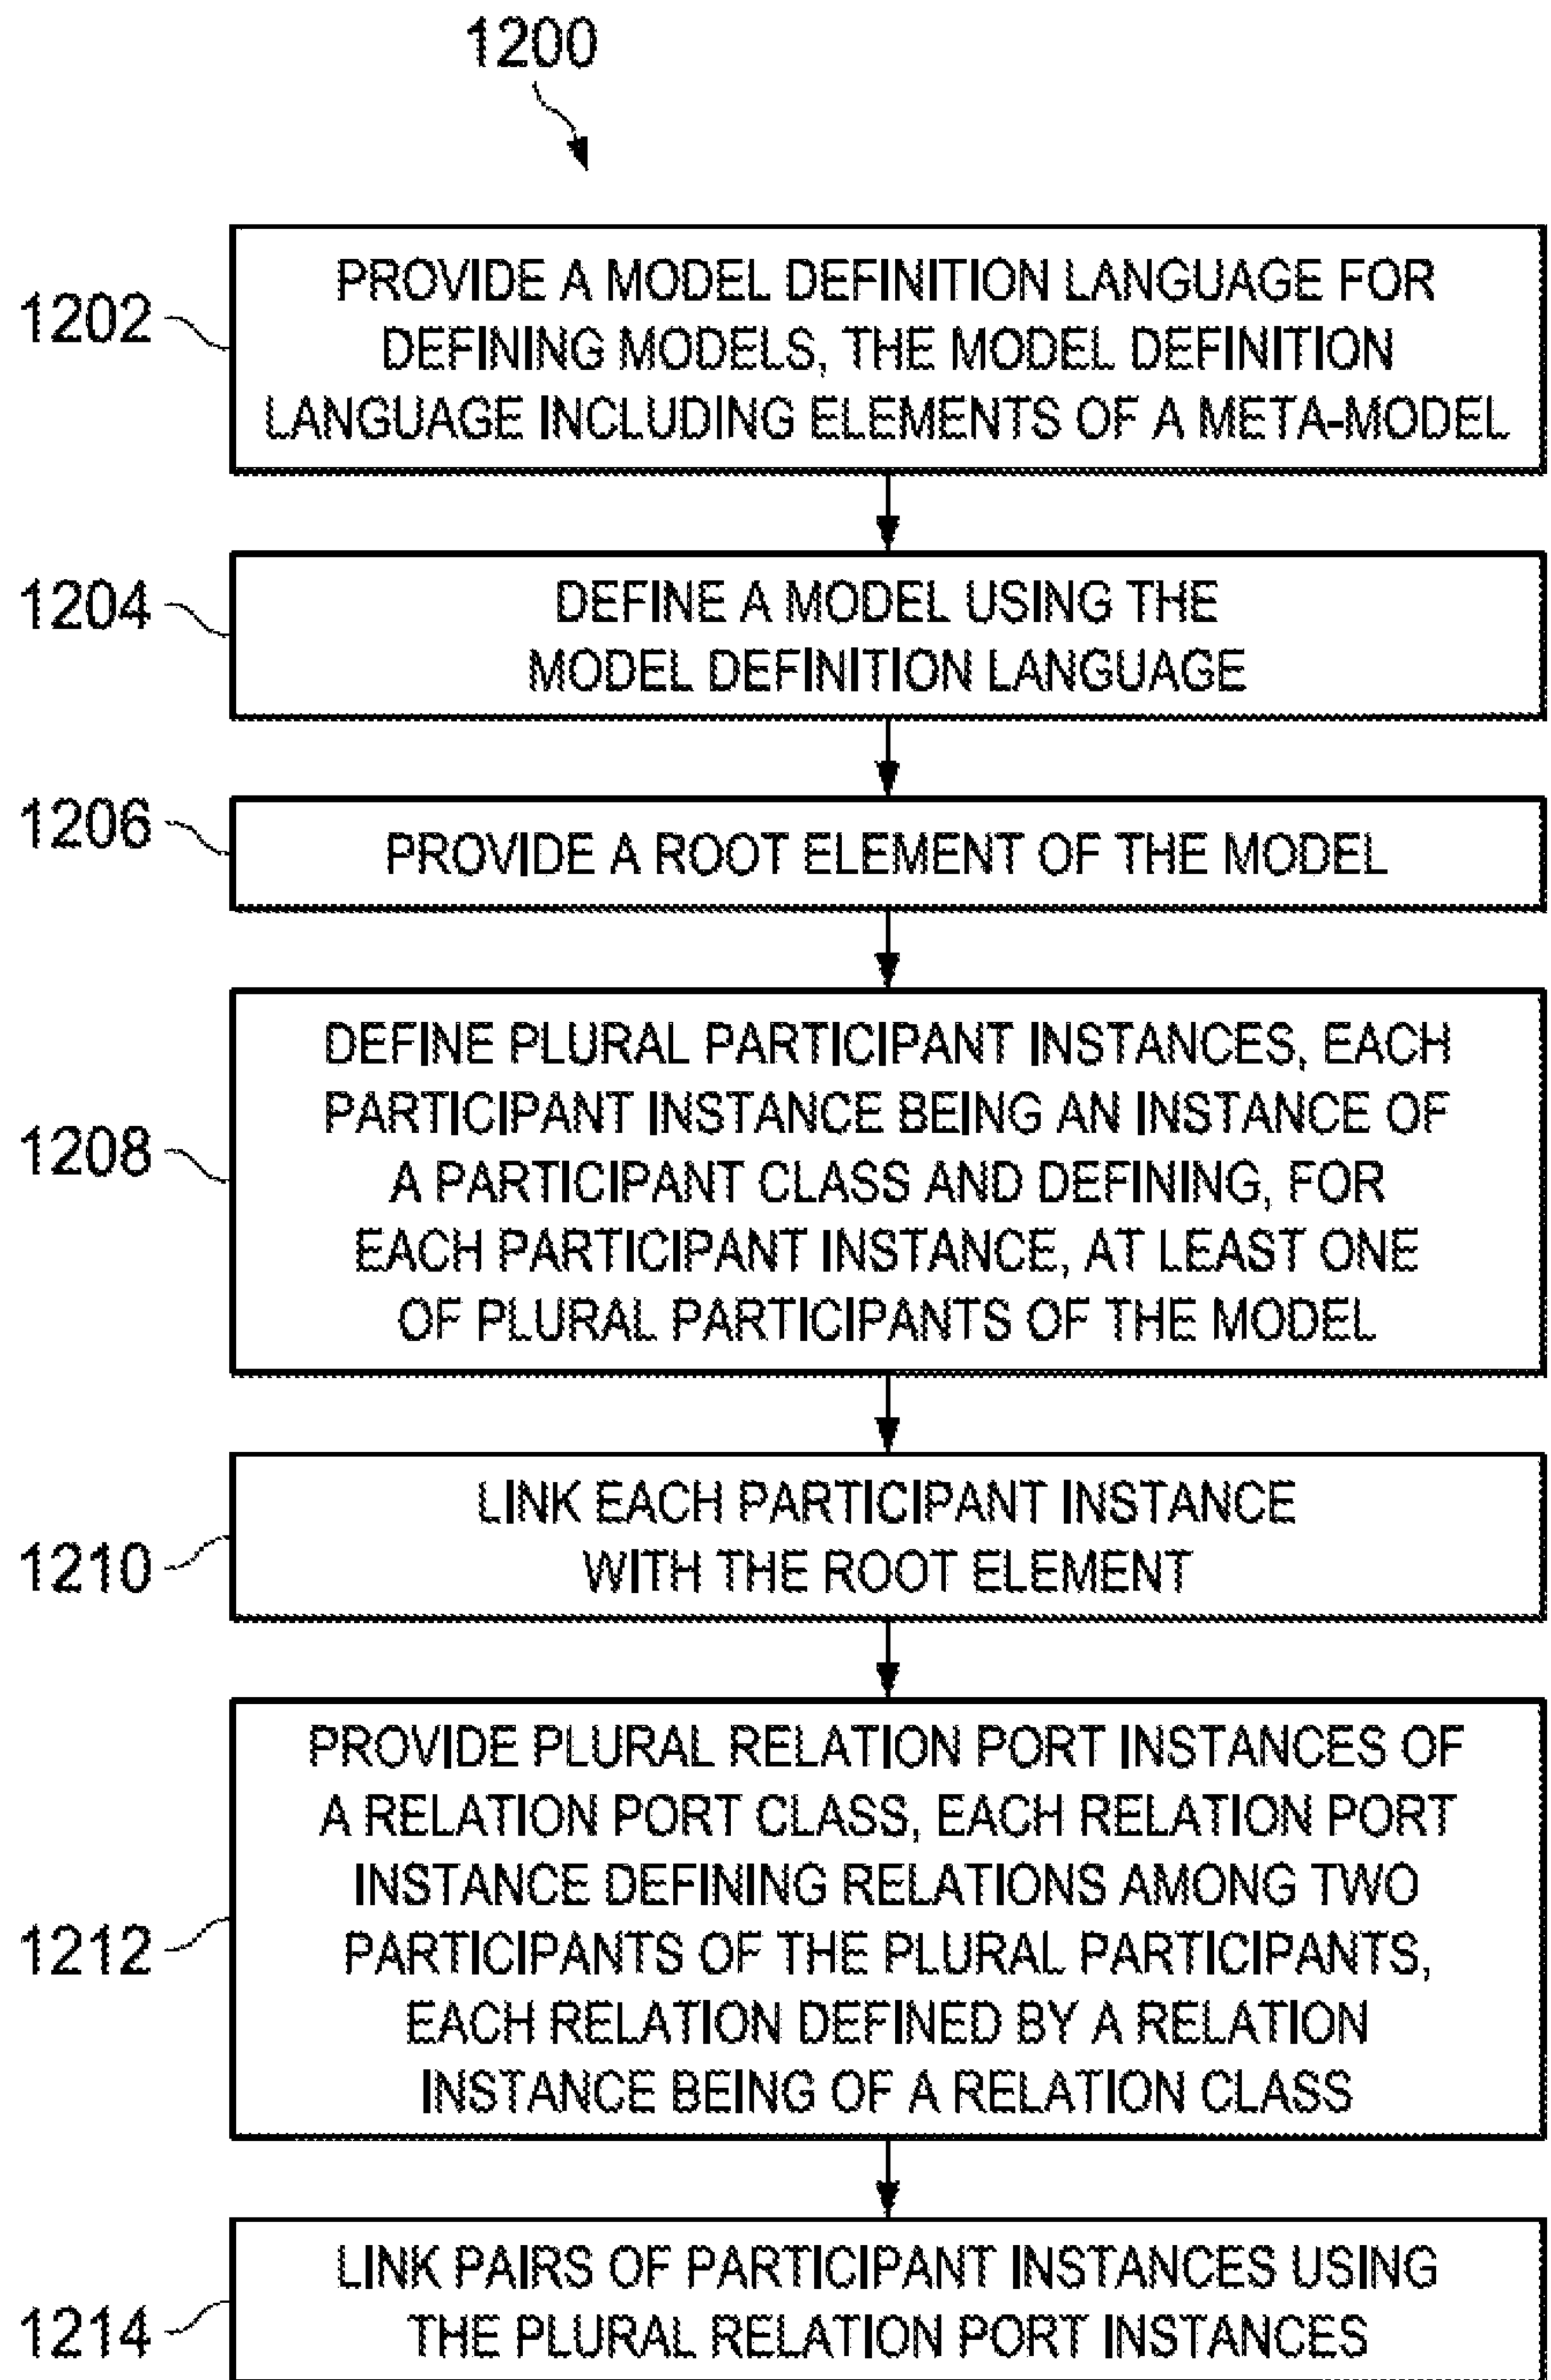 1200
1202
PROVIDE A MODEL DEFINITION LANGUAGE FOR
DEFINING MODELS, THE MODEL DEFINITION
LANGUAGE INCLUDING ELEMENTS OF A META-MODEL
1204
DEFINE A MODEL USING THE
MODEL DEFINITION LANGUAGE
1206
PROVIDE A ROOT ELEMENT OF THE MODEL
1208
DEFINE PLURAL PARTICIPANT INSTANCES, EACH
PARTICIPANT INSTANCE BEING AN INSTANCE OF
A PARTICIPANT CLASS AND DEFINING, FOR
EACH PARTICIPANT INSTANCE, AT LEAST ONE
OF PLURAL PARTICIPANTS OF THE MODEL
1210
LINK EACH PARTICIPANT INSTANCE
WITH THE ROOT ELEMENT
1212
PROVIDE PLURAL RELATION PORT INSTANCES OF
A RELATION PORT CLASS, EACH RELATION PORT
INSTANCE DEFINING RELATIONS AMONG TWO
PARTICIPANTS OF THE PLURAL PARTICIPANTS,
EACH RELATION DEFINED BY A RELATION
INSTANCE BEING OF A RELATION CLASS
1214
LINK PAIRS OF PARTICIPANT INSTANCES USING
THE PLURAL RELATION PORT INSTANCES